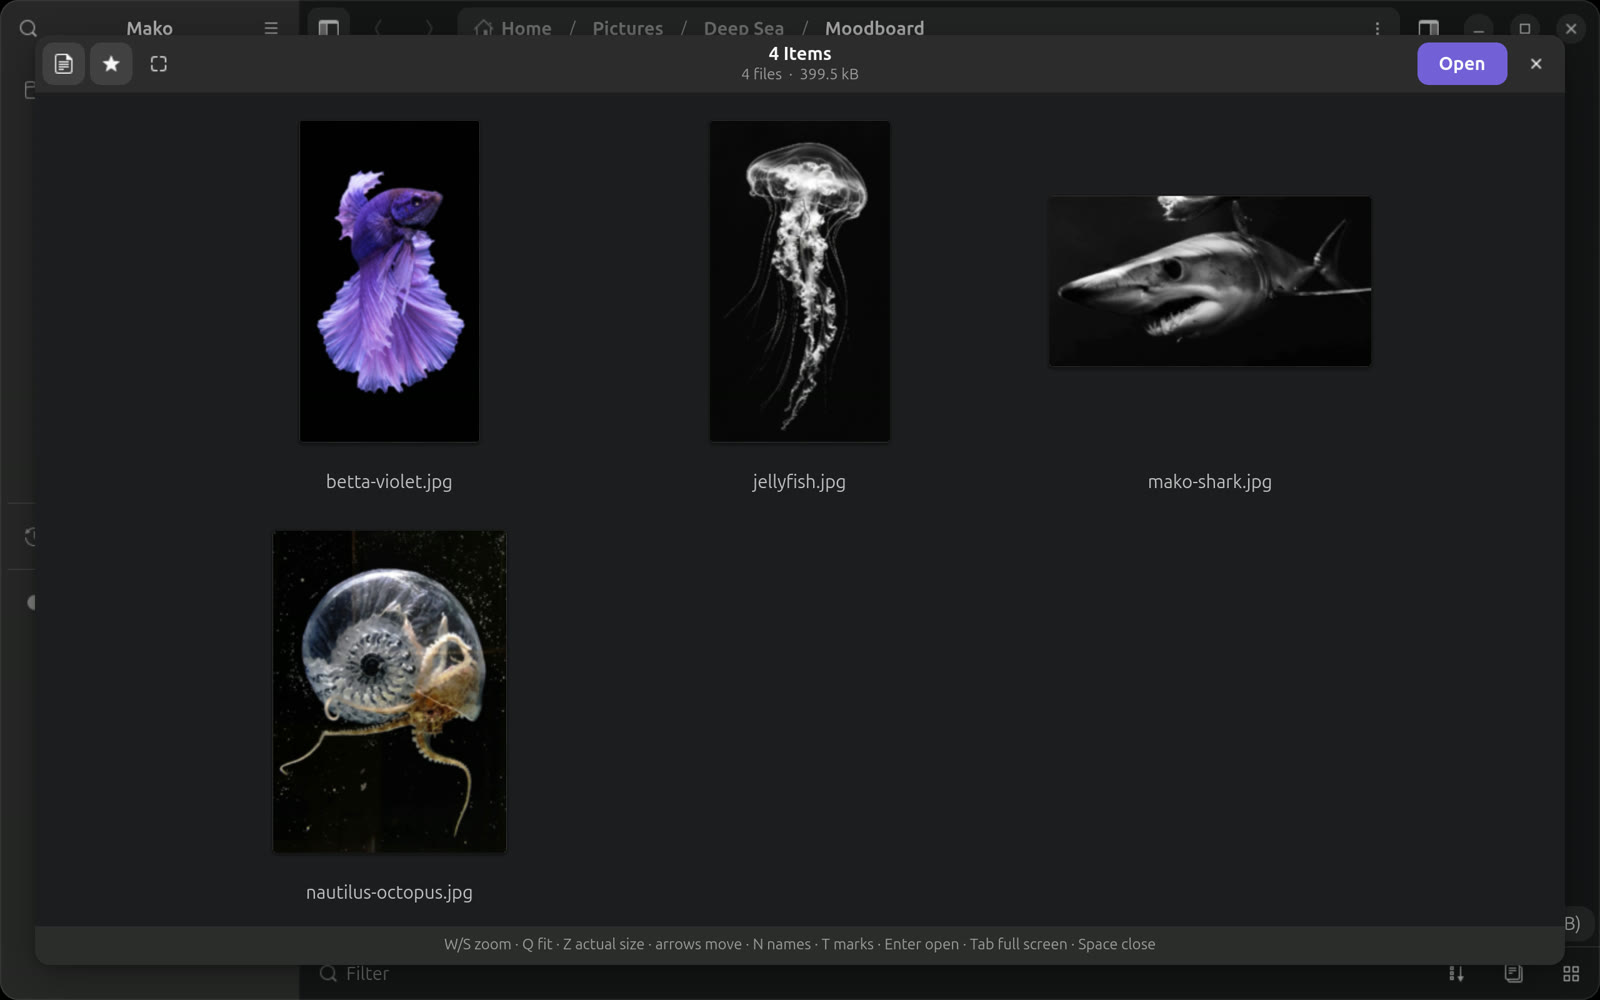 Mako
Home / Pictures / Deep Sea / Moodboard
4 Items
4 files · 399.5 kB
Open
betta-violet.jpg
jellyfish.jpg
mako-shark.jpg
nautilus-octopus.jpg
B)
W/S zoom · Q fit · Z actual size · arrows move · N names · T marks · Enter open · Tab full screen · Space close
Filter